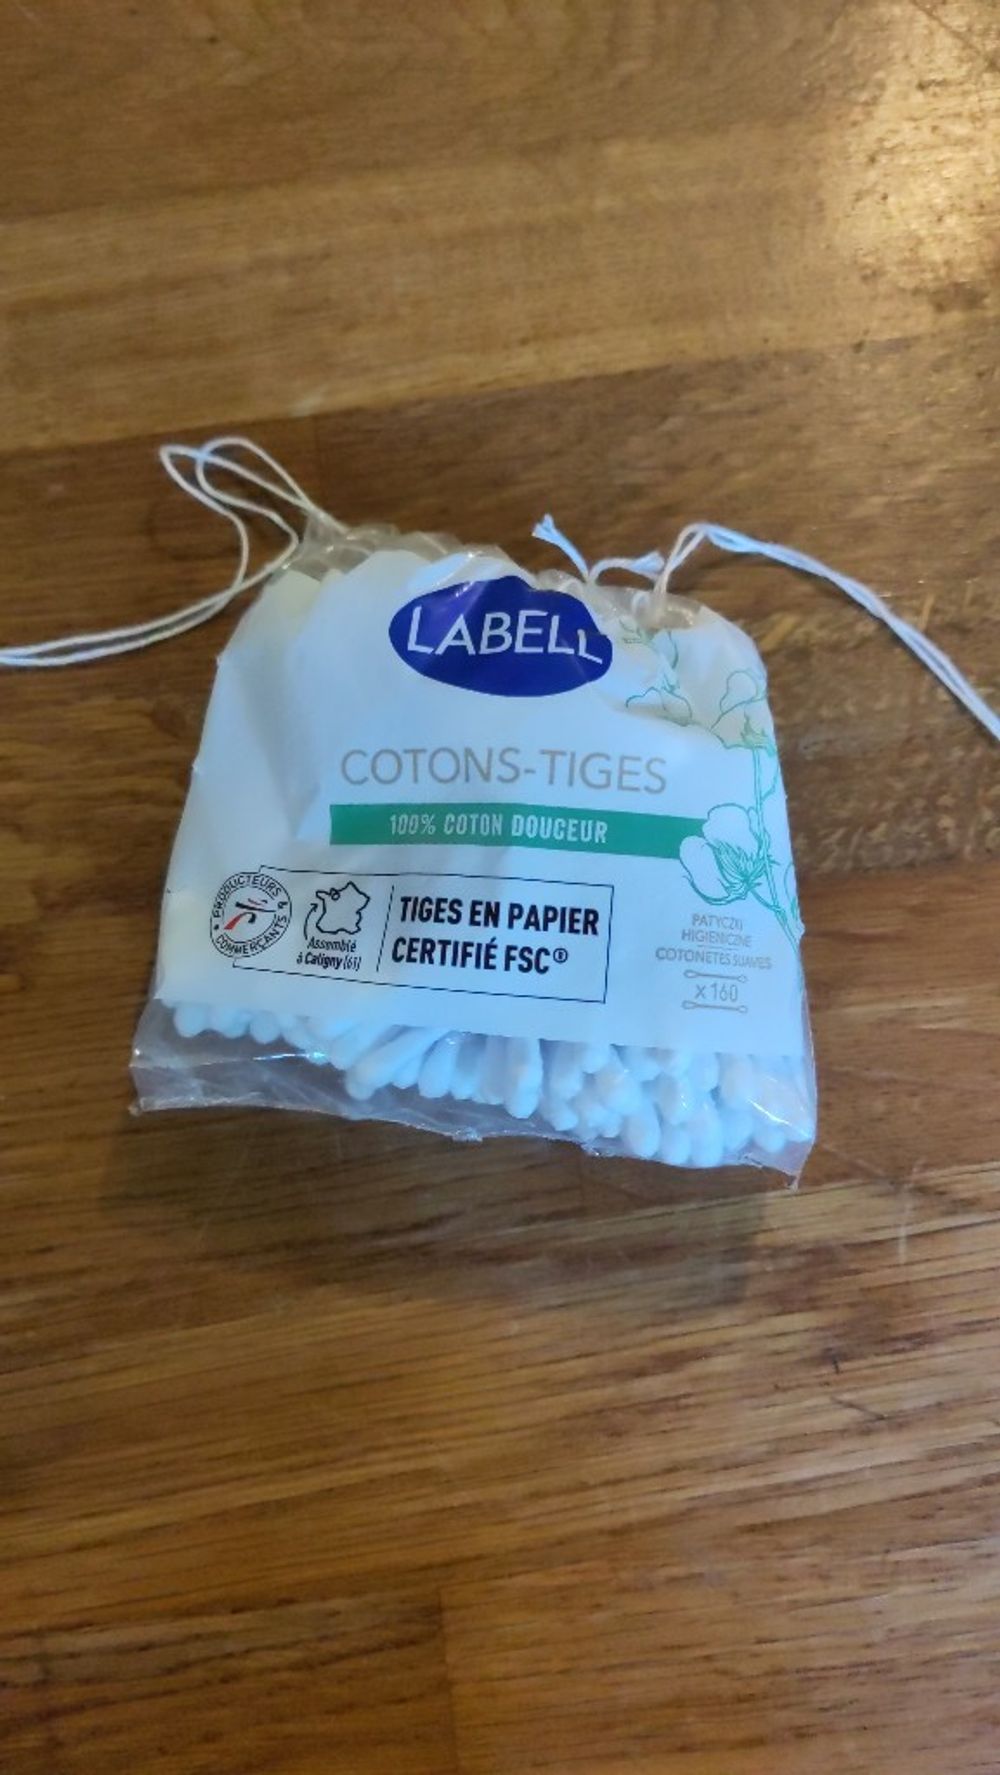 LABELL
COTONS-TIGES
100% COTON DOUCEUR
PRODUCTEURS &
COMMERÇANTS
Assemblé
à Caligny (61)
TIGES EN PAPIER
CERTIFIÉ FSC®
PATYCZKI
HIGIENICZNE
COTONETES SUAVES
x 160